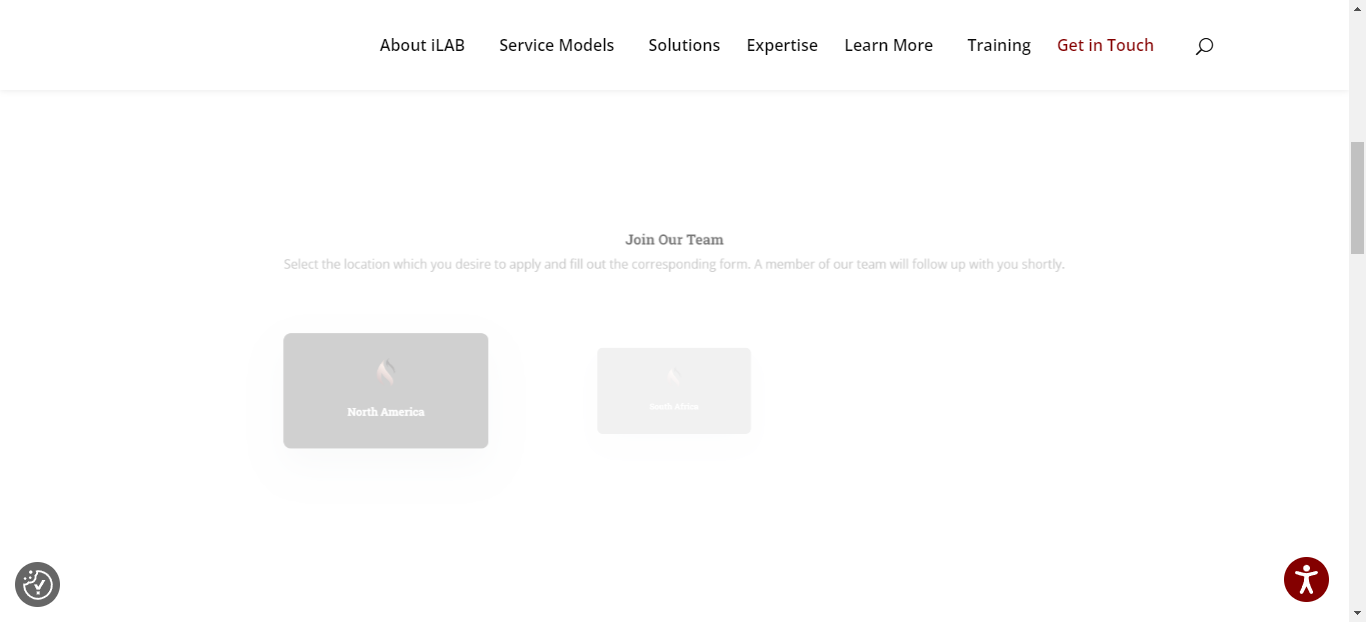 About iLAB Service Models Solutions Expertise Learn More Training Get in Touch
Join Our Team
Select the location which you desire to apply and fill out the corresponding form. A member of our team will follow up with you shortly.
North America
South Africa